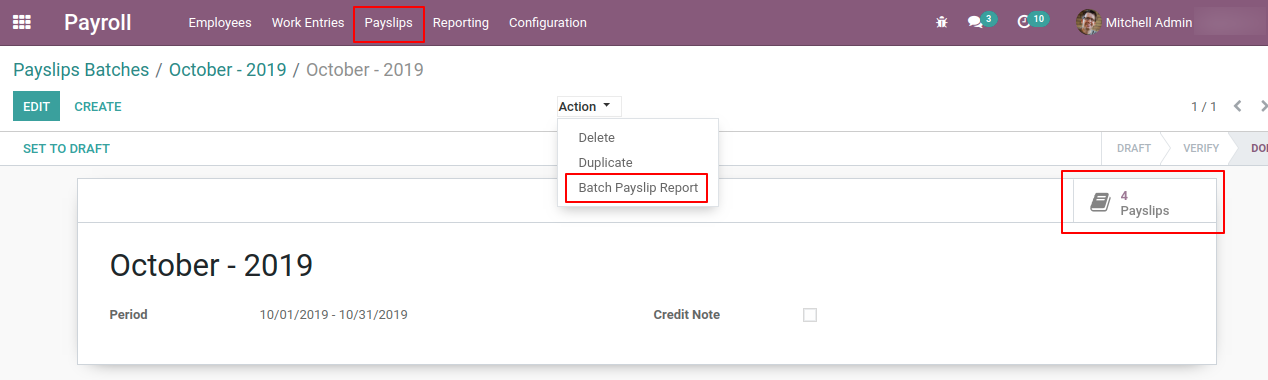 Payroll Employees Work Entries Payslips Reporting Configuration 3 10 Mitchell Admin
Payslips Batches / October - 2019 / October - 2019
EDIT CREATE Action 1 / 1
Delete
SET TO DRAFT DRAFT VERIFY DO
Duplicate
Batch Payslip Report
4
Payslips
October - 2019
Period 10/01/2019 - 10/31/2019 Credit Note